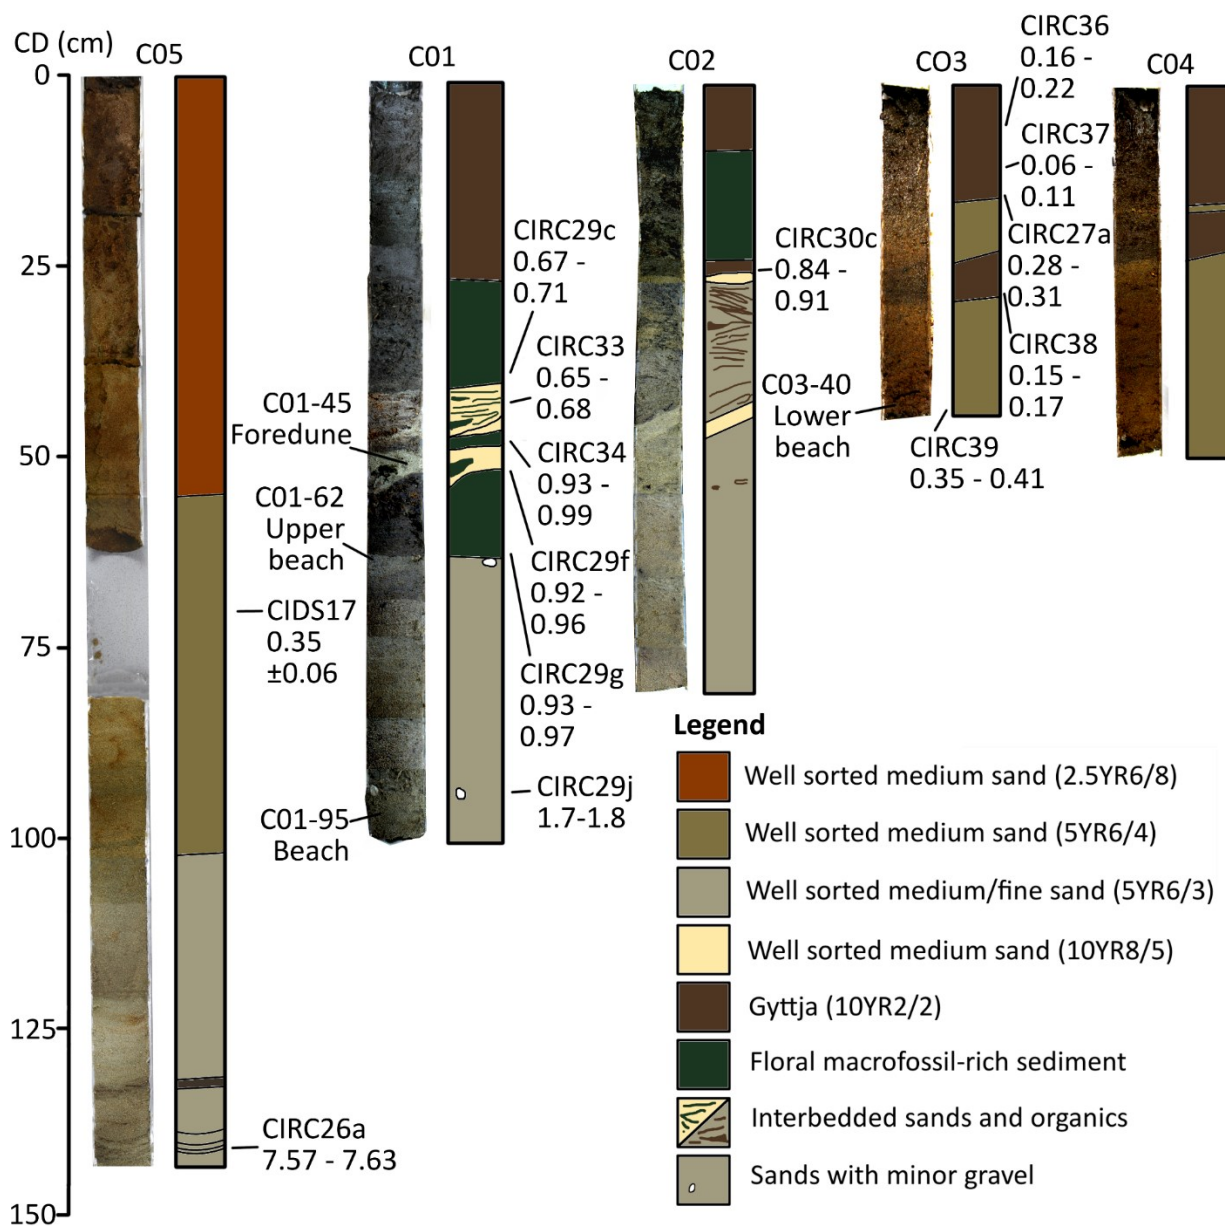 CD (cm)
C05
C01
C02
CO3
C04
0
25
50
75
100
125
150
CIDS17
0.35
±0.06
CIRC26a
7.57 - 7.63
C01-45
Foredune
C01-62
Upper
beach
C01-95
Beach
CIRC29c
0.67 -
0.71
CIRC33
0.65 -
0.68
CIRC34
0.93 -
0.99
CIRC29f
0.92 -
0.96
CIRC29g
0.93 -
0.97
CIRC29j
1.7-1.8
CIRC30c
0.84 -
0.91
C03-40
Lower
beach
CIRC36
0.16 -
0.22
CIRC37
0.06 -
0.11
CIRC27a
0.28 -
0.31
CIRC38
0.15 -
0.17
CIRC39
0.35 - 0.41
Legend
Well sorted medium sand (2.5YR6/8)
Well sorted medium sand (5YR6/4)
Well sorted medium/fine sand (5YR6/3)
Well sorted medium sand (10YR8/5)
Gyttja (10YR2/2)
Floral macrofossil-rich sediment
Interbedded sands and organics
Sands with minor gravel